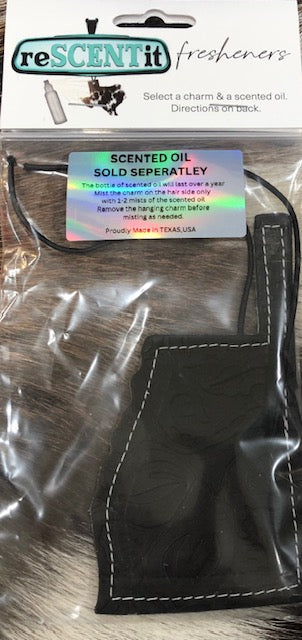 reSCENTit fresheners
Select a charm & a scented oil.
Directions on back.
SCENTED OIL
SOLD SEPERATLEY
The bottle of scented oil will last over a year
Mist the charm on the hair side only
with 1-2 mists of the scented oil
Remove the hanging charm before
misting as needed.
Proudly Made in TEXAS,USA